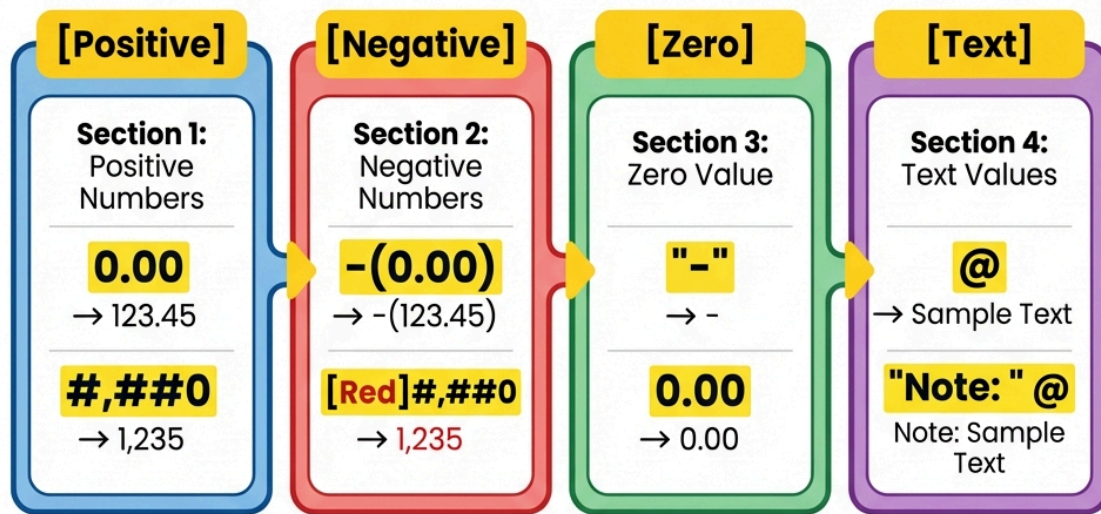 [Positive]
Section 1:
Positive
Numbers
0.00
→ 123.45
#,##0
→ 1,235
[Negative]
Section 2:
Negative
Numbers
-(0.00)
→ -(123.45)
[Red]#,##0
→ 1,235
[Zero]
Section 3:
Zero Value
"-"
→ -
0.00
→ 0.00
[Text]
Section 4:
Text Values
@
→ Sample Text
"Note: " @
Note: Sample
Text